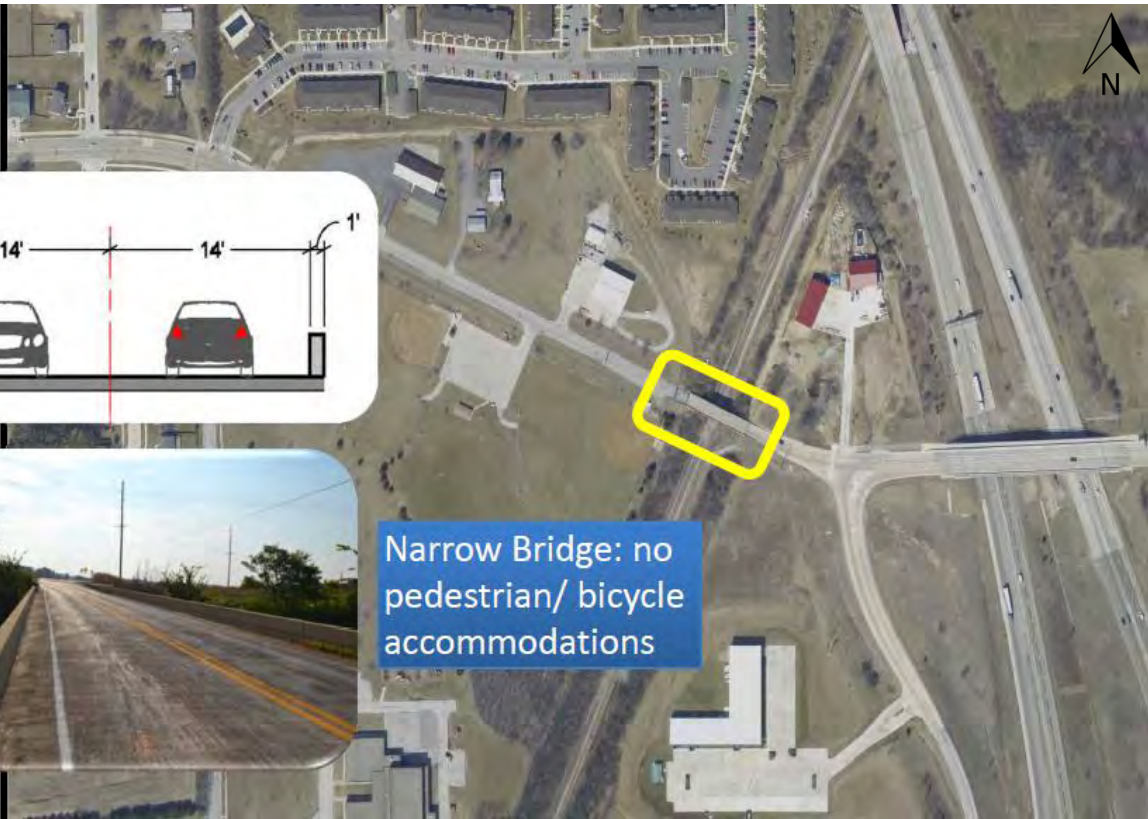 N
14'
14'
1'
Narrow Bridge: no
pedestrian/ bicycle
accommodations